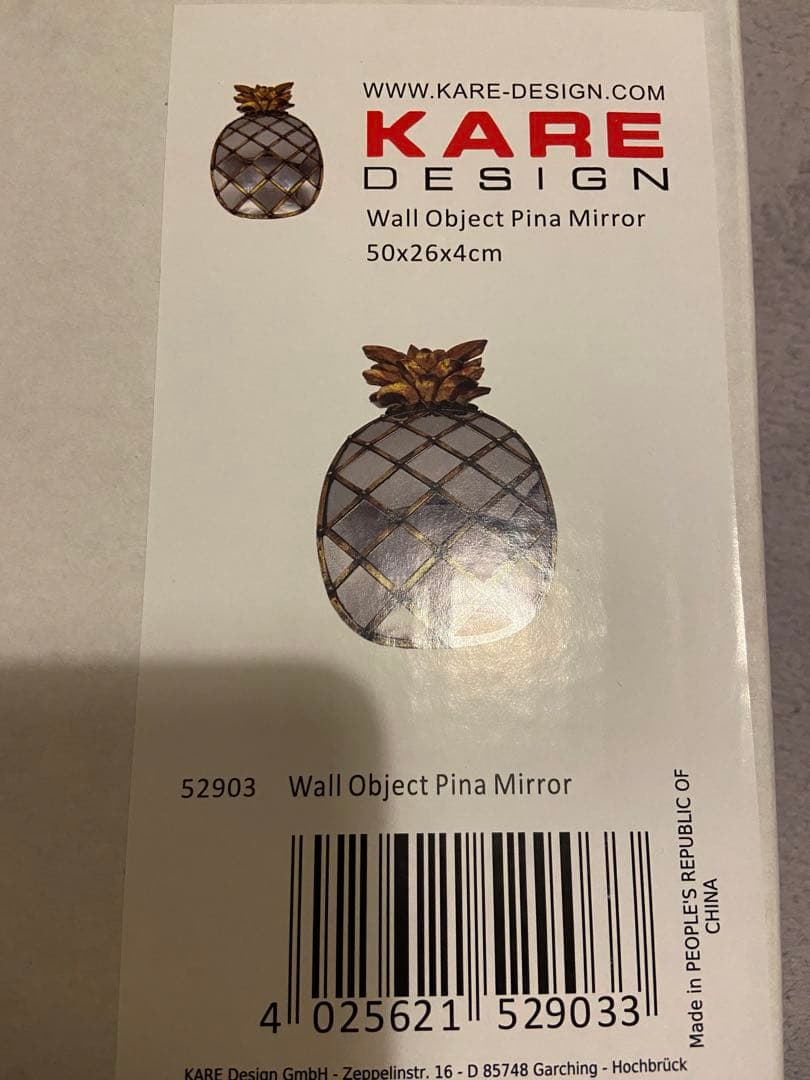 WWW.KARE-DESIGN.COM
KARE
DESIGN
Wall Object Pina Mirror
50x26x4cm
52903 Wall Object Pina Mirror
4 025621 529033
Made in PEOPLE'S REPUBLIC OF
CHINA
KARE Design GmbH - Zeppelinstr. 16 - D 85748 Garching - Hochbrück